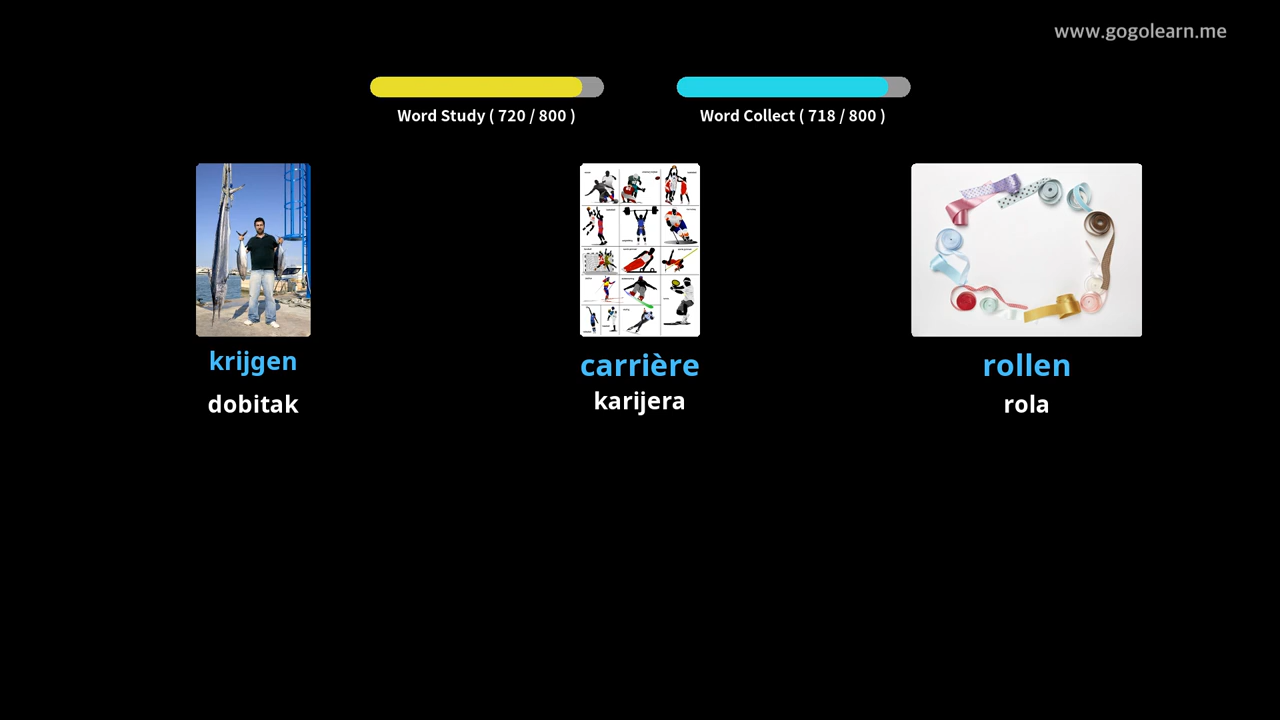 www.gogolearn.me
Word Study ( 720 / 800 )
Word Collect ( 718 / 800 )
krijgen
carrière
rollen
dobitak
karijera
rola